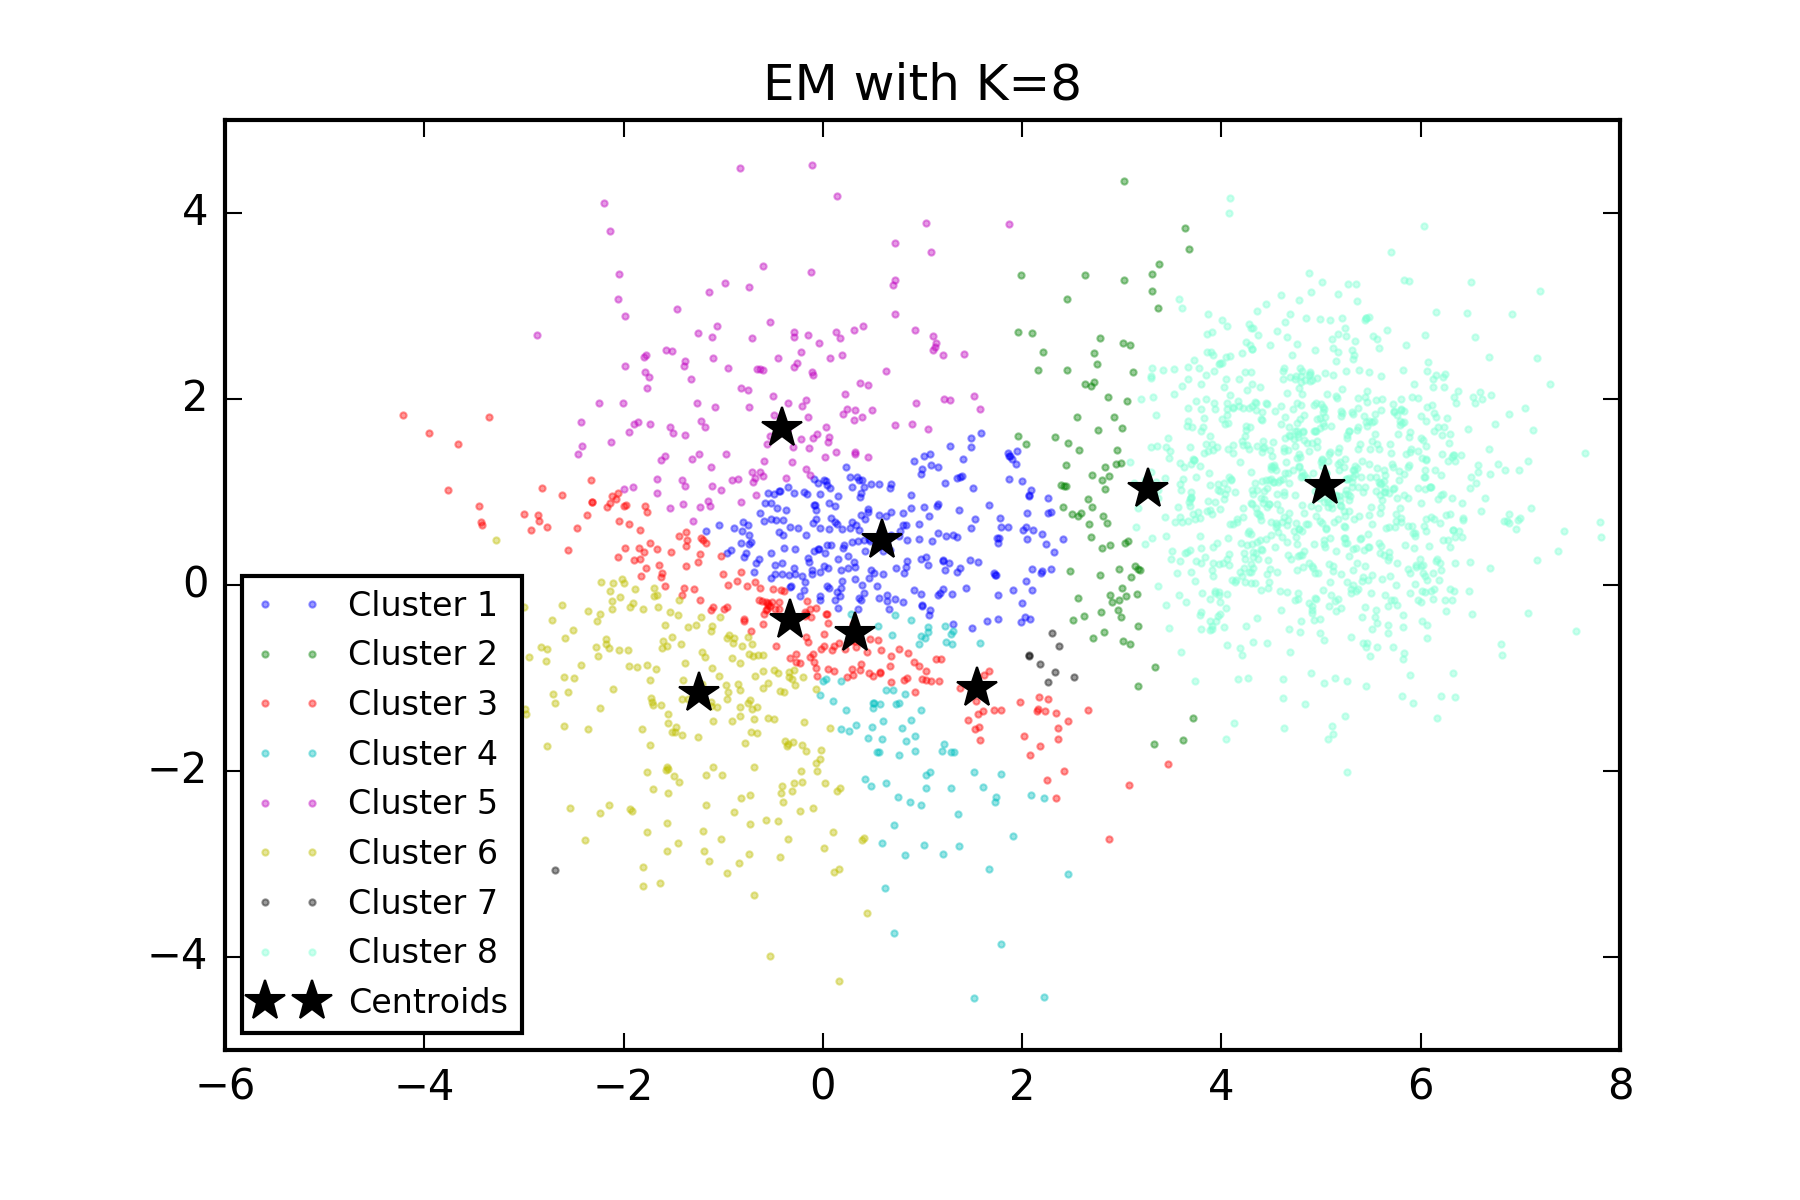 EM with K=8
4
2
0
−2
−4
Cluster 1
Cluster 2
Cluster 3
Cluster 4
Cluster 5
Cluster 6
Cluster 7
Cluster 8
Centroids
−6 −4 −2 0 2 4 6 8